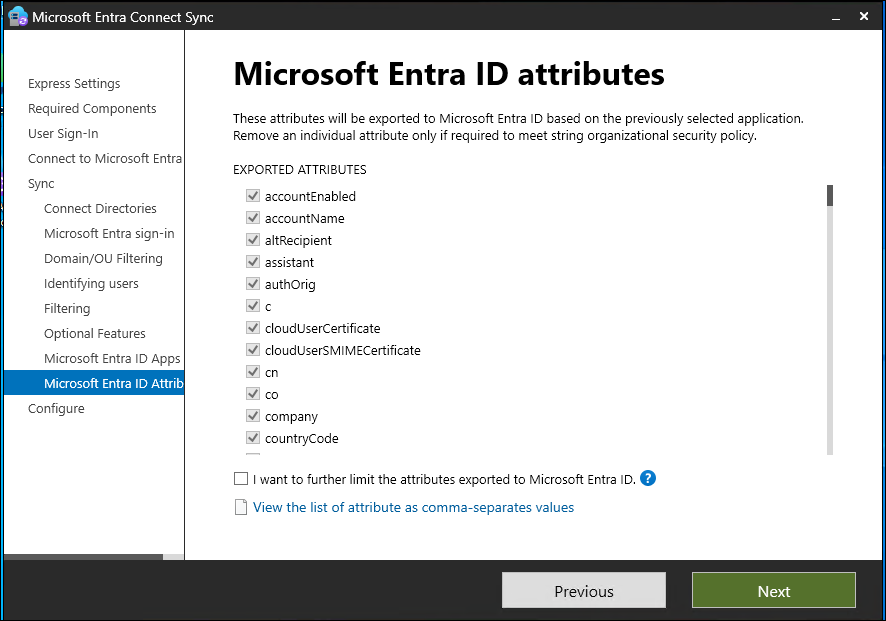 Microsoft Entra Connect Sync
Express Settings
Required Components
User Sign-In
Connect to Microsoft Entra
Sync
Connect Directories
Microsoft Entra sign-in
Domain/OU Filtering
Identifying users
Filtering
Optional Features
Microsoft Entra ID Apps
Microsoft Entra ID Attrib
Configure
Microsoft Entra ID attributes
These attributes will be exported to Microsoft Entra ID based on the previously selected application.
Remove an individual attribute only if required to meet string organizational security policy.
EXPORTED ATTRIBUTES
accountEnabled
accountName
altRecipient
assistant
authOrig
c
cloudUserCertificate
cloudUserSMIMECertificate
cn
co
company
countryCode
I want to further limit the attributes exported to Microsoft Entra ID. ?
View the list of attribute as comma-separates values
Previous
Next